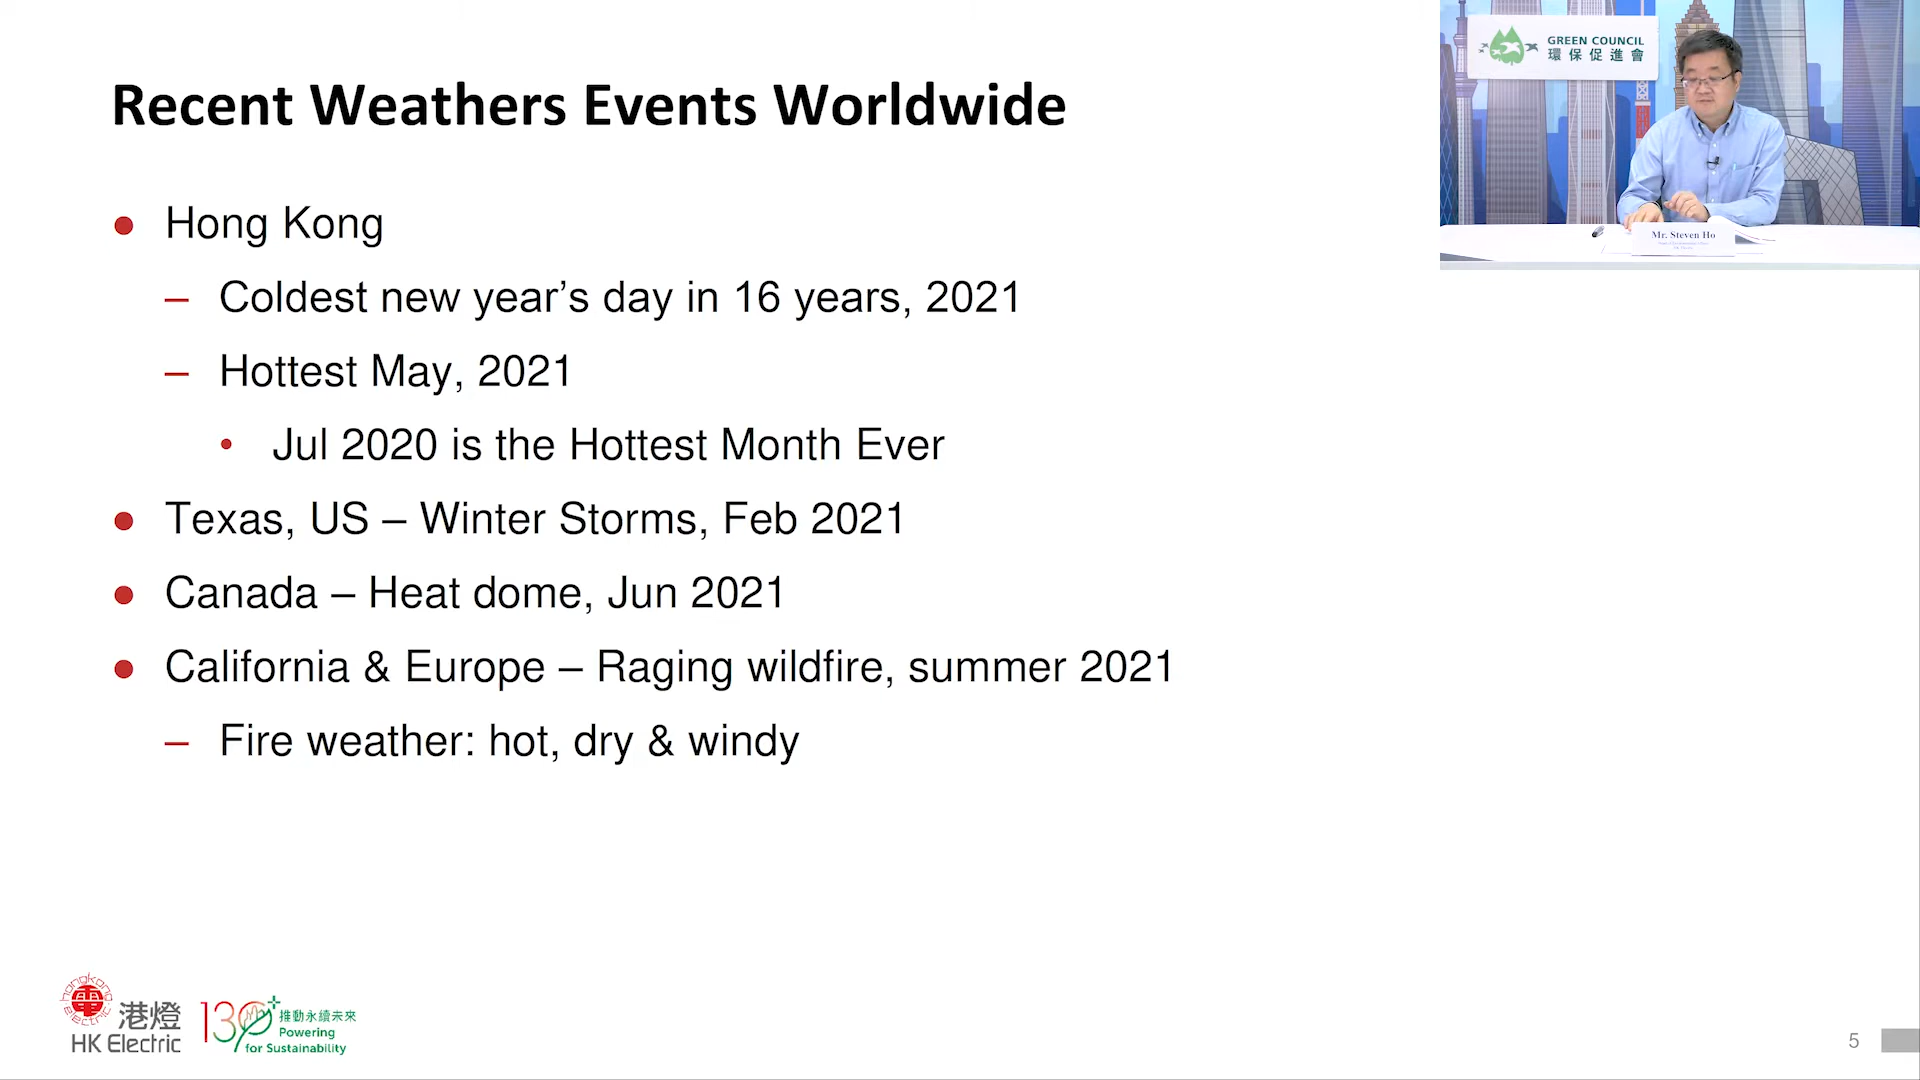 Recent Weathers Events Worldwide
GREEN COUNCIL
環保促進會
Mr. Steven Ho
● Hong Kong
– Coldest new year’s day in 16 years, 2021
– Hottest May, 2021
• Jul 2020 is the Hottest Month Ever
● Texas, US – Winter Storms, Feb 2021
● Canada – Heat dome, Jun 2021
● California & Europe – Raging wildfire, summer 2021
– Fire weather: hot, dry & windy
hongkong
電
electric
港燈
HK Electric
130+
推動永續未來
Powering
for Sustainability
5